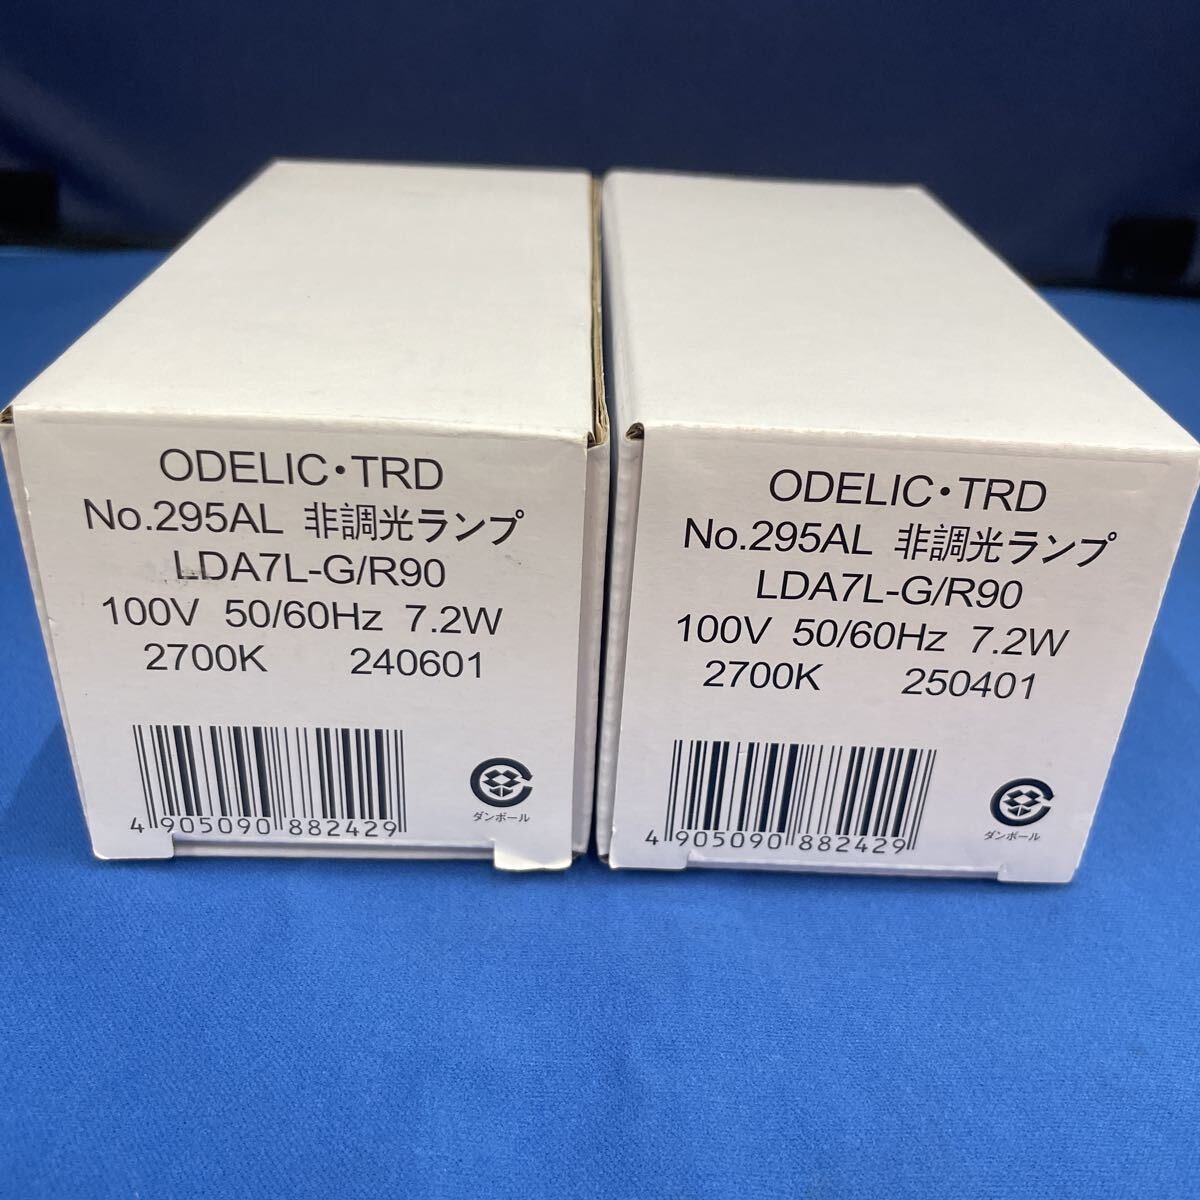 ODELIC・TRD
No.295AL 非調光ランプ
LDA7L-G/R90
100V 50/60Hz 7.2W
2700K 240601
4 905090 882429
ダンボール
ODELIC・TRD
No.295AL 非調光ランプ
LDA7L-G/R90
100V 50/60Hz 7.2W
2700K 250401
4 905090 882429
ダンボール